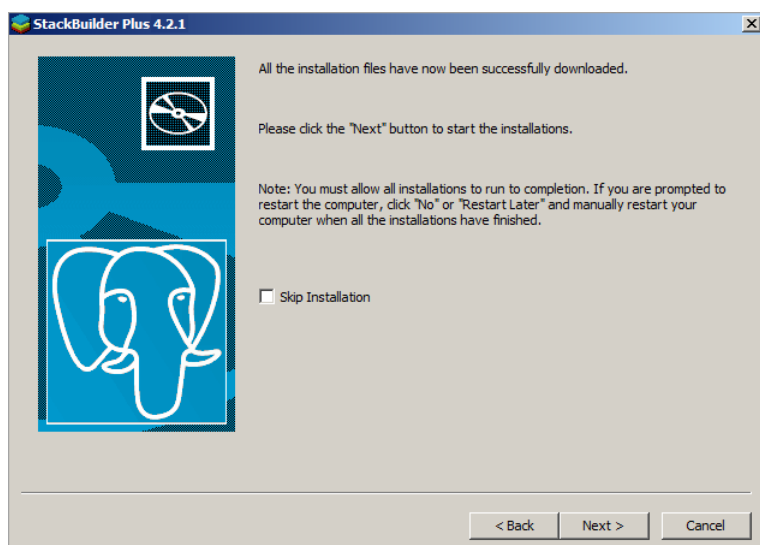 StackBuilder Plus 4.2.1
All the installation files have now been successfully downloaded.
Please click the "Next" button to start the installations.
Note: You must allow all installations to run to completion. If you are prompted to
restart the computer, click "No" or "Restart Later" and manually restart your
computer when all the installations have finished.
Skip Installation
< Back
Next >
Cancel